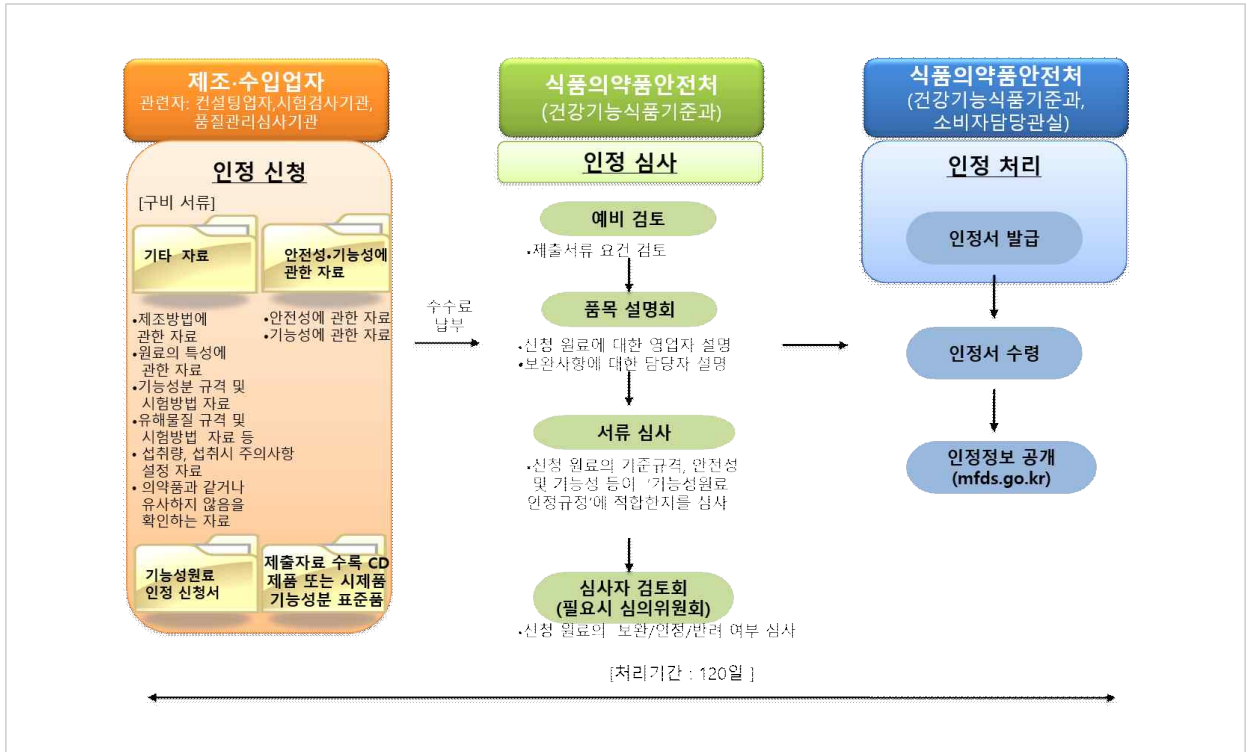 제조·수입업자
관련자: 컨설팅업자,시험검사기관,
품질관리심사기관
인정 신청
[구비 서류]
기타 자료
안전성•기능성에
관한 자료
•제조방법에
관한 자료
•원료의 특성에
관한 자료
•기능성분 규격 및
시험방법 자료
•유해물질 규격 및
시험방법 자료 등
• 섭취량, 섭취시 주의사항
설정 자료
• 의약품과 같거나
유사하지 않음을
확인하는 자료
•안전성에 관한 자료
•기능성에 관한 자료
기능성원료
인정 신청서
제출자료 수록 CD
제품 또는 시제품
기능성분 표준품
수수료
납부
식품의약품안전처
(건강기능식품기준과)
인정 심사
예비 검토
•제출서류 요건 검토
품목 설명회
•신청 원료에 대한 영업자 설명
•보완사항에 대한 담당자 설명
서류 심사
•신청 원료의 기준규격, 안전성
및 기능성 등이 '기능성원료
인정규정'에 적합한지를 심사
심사자 검토회
(필요시 심의위원회)
•신청 원료의 보완/인정/반려 여부 심사
식품의약품안전처
(건강기능식품기준과,
소비자담당관실)
인정 처리
인정서 발급
인정서 수령
인정정보 공개
(mfds.go.kr)
[처리기간 : 120일 ]